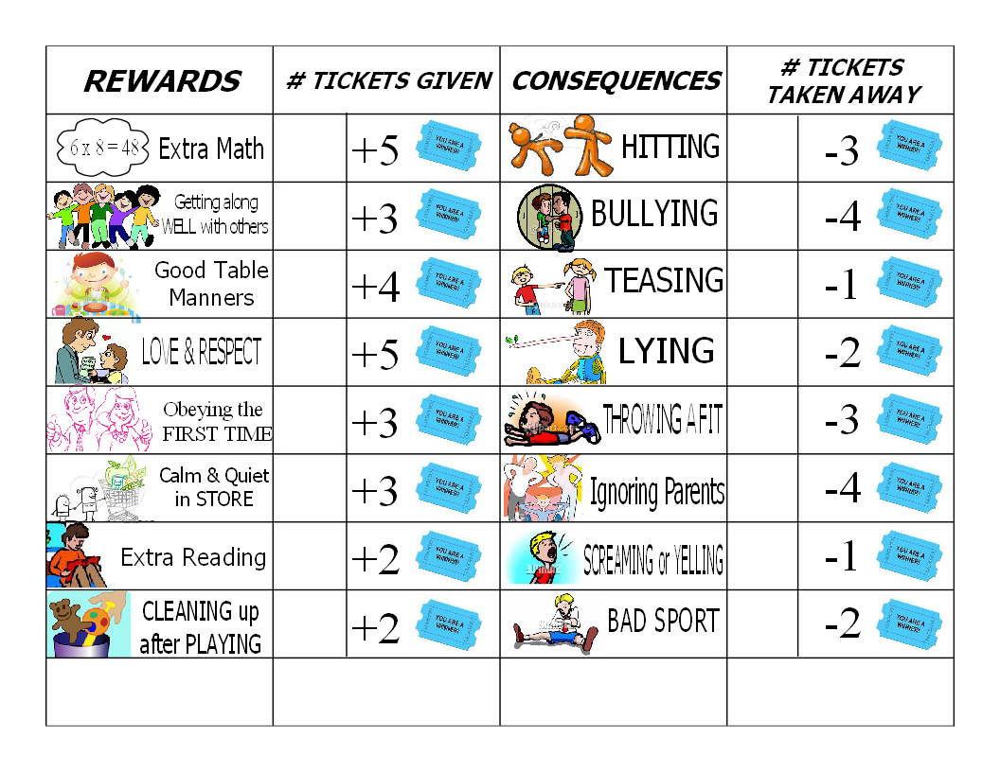 REWARDS
# TICKETS GIVEN
CONSEQUENCES
# TICKETS
TAKEN AWAY
6 x 8 = 48
Extra Math
+5
YOU ARE A
WINNER!
HITTING
-3
YOU ARE A
WINNER!
Getting along
WELL with others
+3
YOU ARE A
WINNER!
BULLYING
-4
YOU ARE A
WINNER!
Good Table
Manners
+4
YOU ARE A
WINNER!
TEASING
-1
YOU ARE A
WINNER!
LOVE & RESPECT
+5
YOU ARE A
WINNER!
LYING
-2
YOU ARE A
WINNER!
Obeying the
FIRST TIME
+3
YOU ARE A
WINNER!
THROWING A FIT
-3
YOU ARE A
WINNER!
Calm & Quiet
in STORE
+3
YOU ARE A
WINNER!
Ignoring Parents
-4
YOU ARE A
WINNER!
Extra Reading
+2
YOU ARE A
WINNER!
SCREAMING or YELLING
-1
YOU ARE A
WINNER!
CLEANING up
after PLAYING
+2
YOU ARE A
WINNER!
BAD SPORT
-2
YOU ARE A
WINNER!